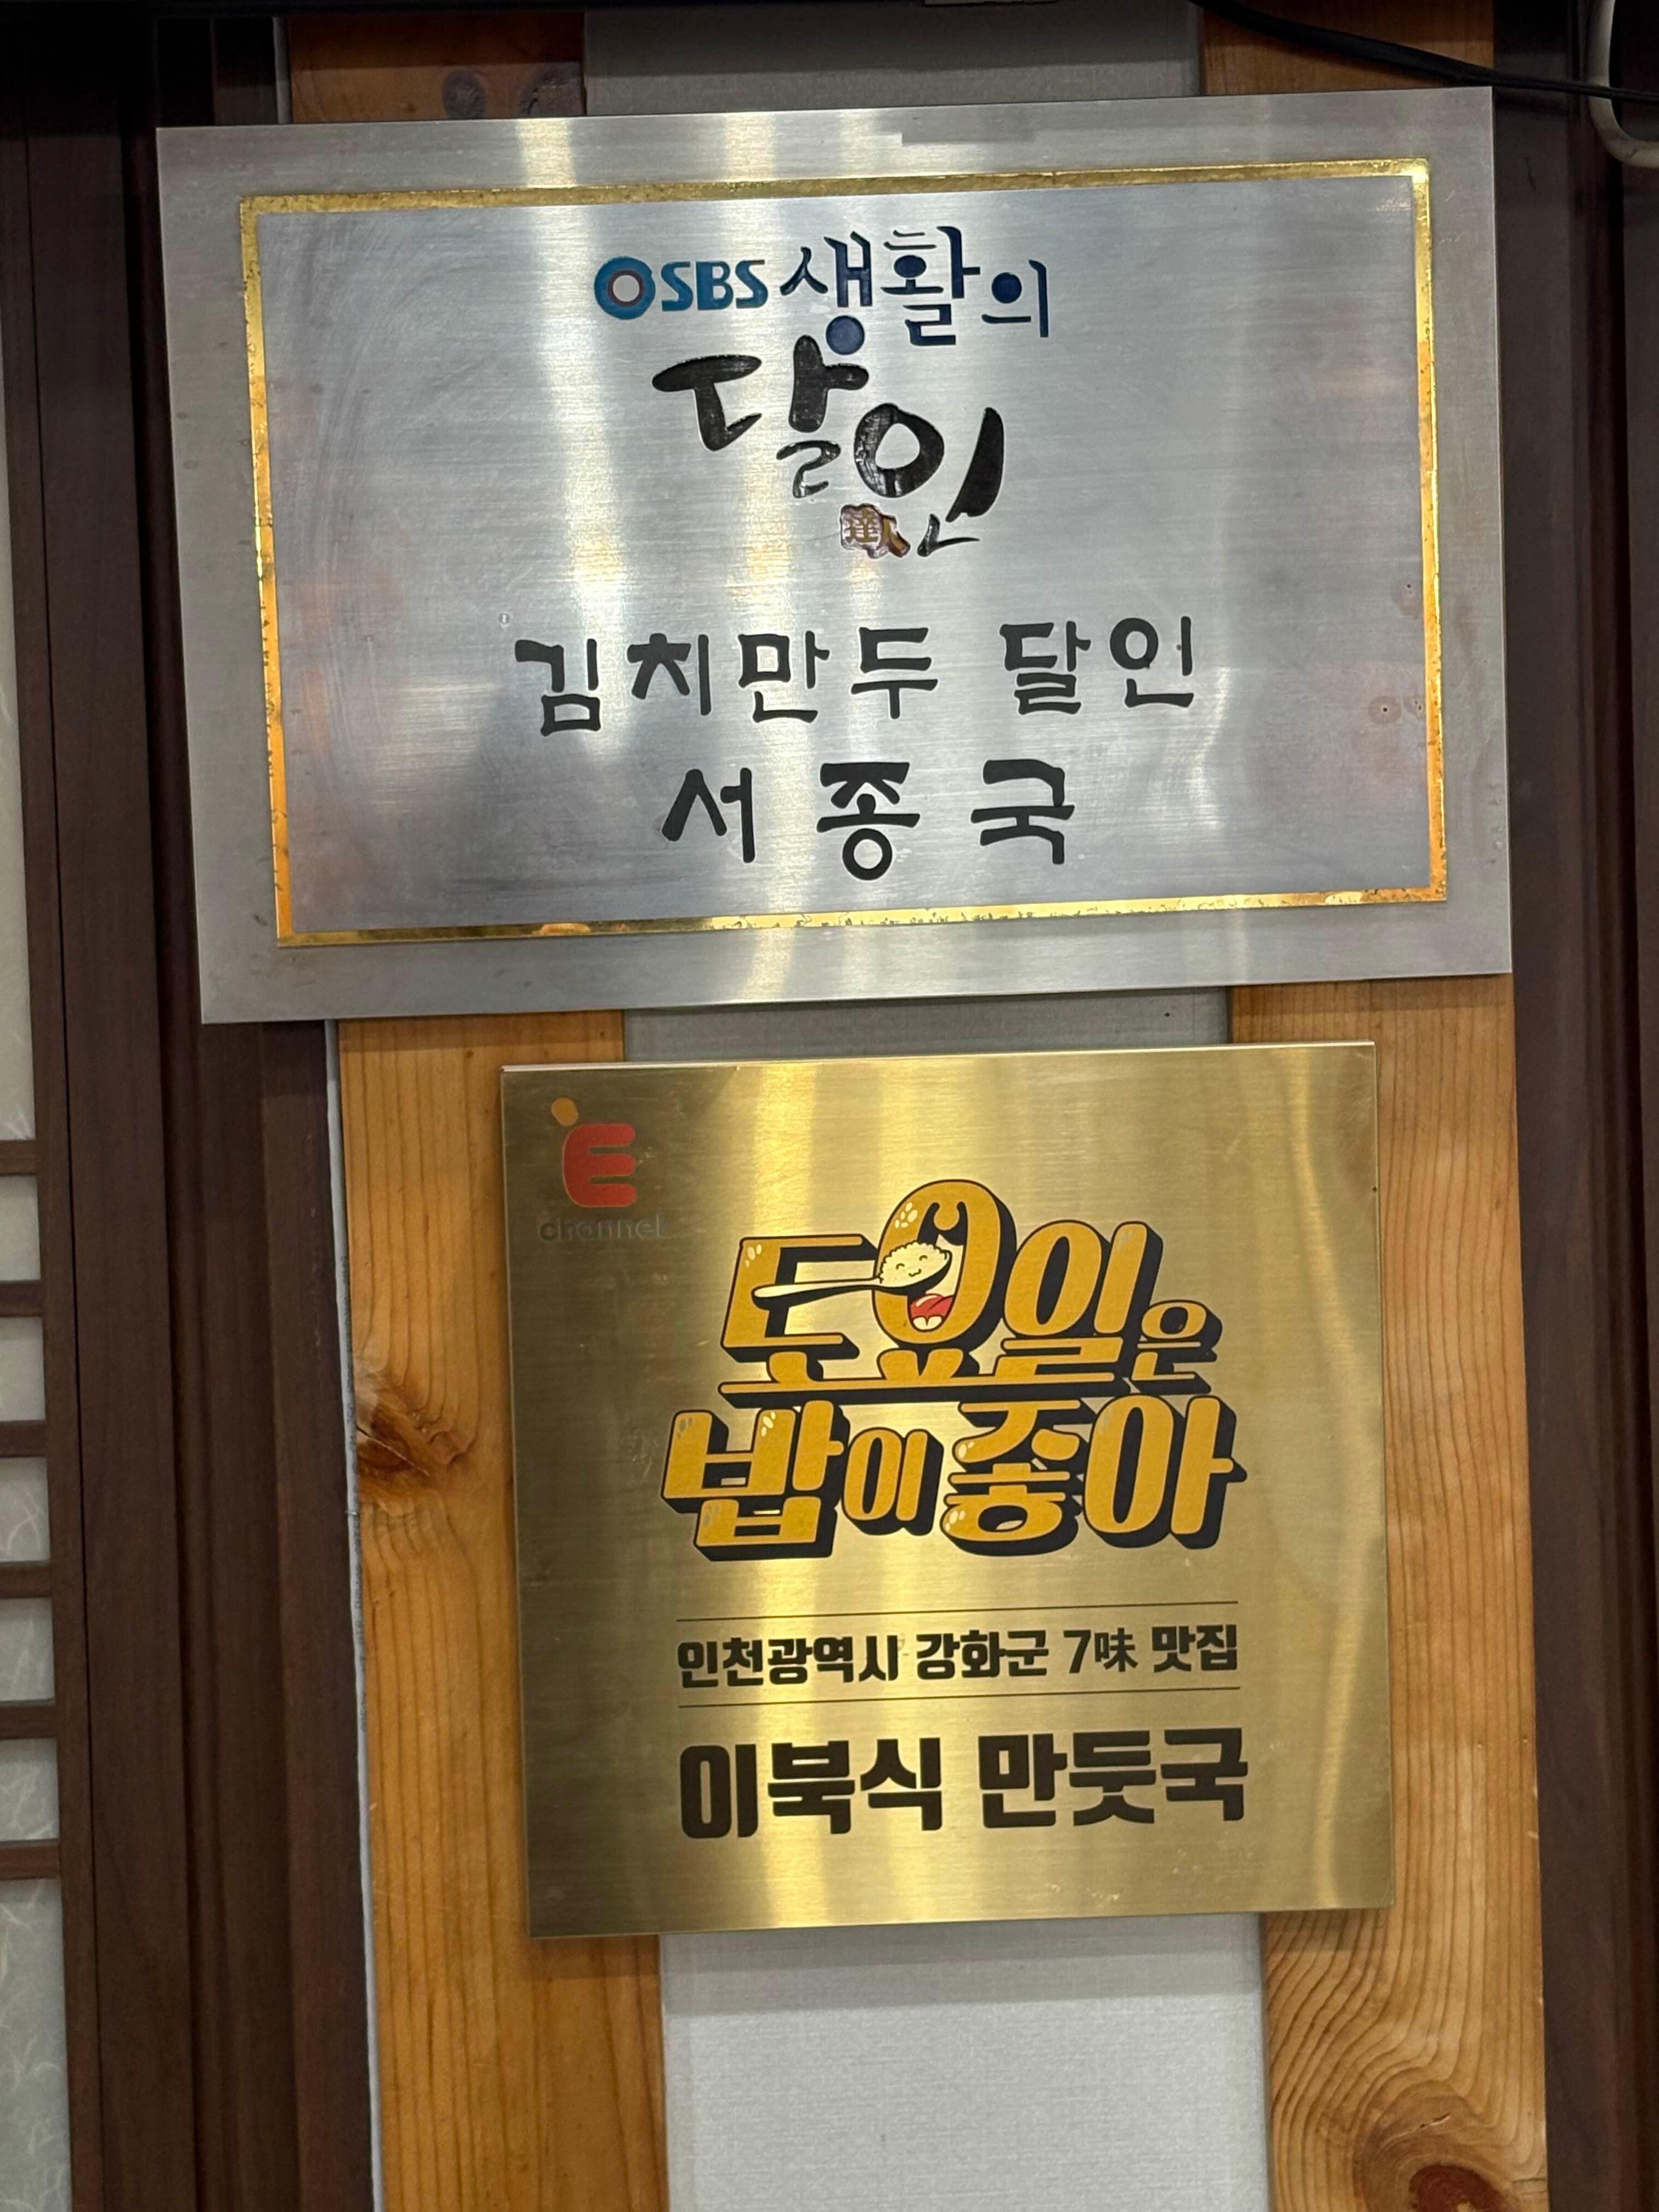 SBS 생활의
달인
達人
김치만두 달인
서종국
E
channel
토요일은
밥이 좋아
인천광역시 강화군 7味 맛집
이북식 만둣국